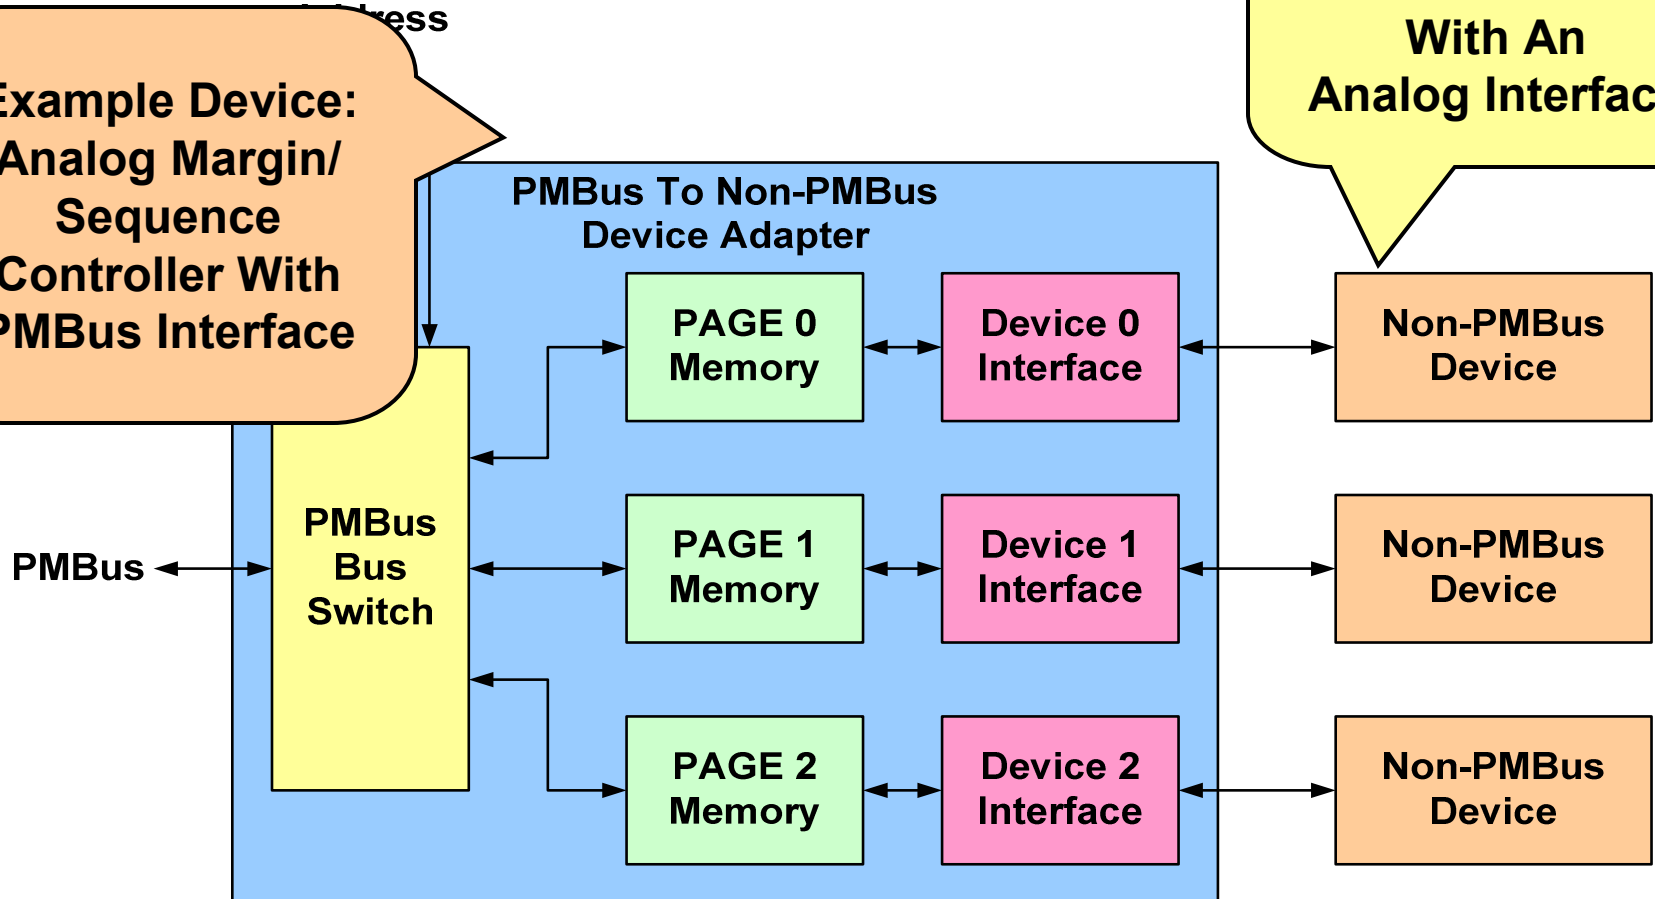 Example Device:
Analog Margin/
Sequence
Controller With
PMBus Interface
With An
Analog Interfac
PMBus To Non-PMBus
Device Adapter
PAGE 0
Memory
Device 0
Interface
Non-PMBus
Device
PMBus
PMBus
Bus
Switch
PAGE 1
Memory
Device 1
Interface
Non-PMBus
Device
PAGE 2
Memory
Device 2
Interface
Non-PMBus
Device